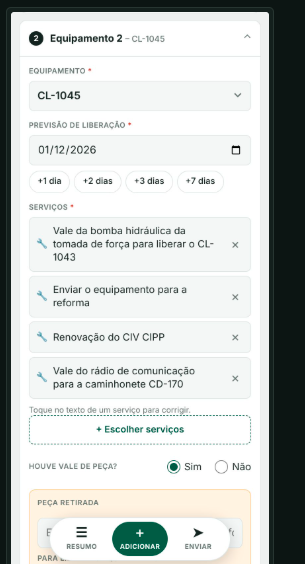 2 Equipamento 2 – CL-1045
EQUIPAMENTO *
CL-1045
PREVISÃO DE LIBERAÇÃO *
01/12/2026
+1 dia +2 dias +3 dias +7 dias
SERVIÇOS *
Vale da bomba hidráulica da
tomada de força para liberar o CL-
1043
Enviar o equipamento para a
reforma
Renovação do CIV CIPP
Vale do rádio de comunicação
para a caminhonete CD-170
Toque no texto de um serviço para corrigir.
+ Escolher serviços
HOUVE VALE DE PEÇA? Sim Não
PEÇA RETIRADA
RESUMO
+
ADICIONAR
ENVIAR